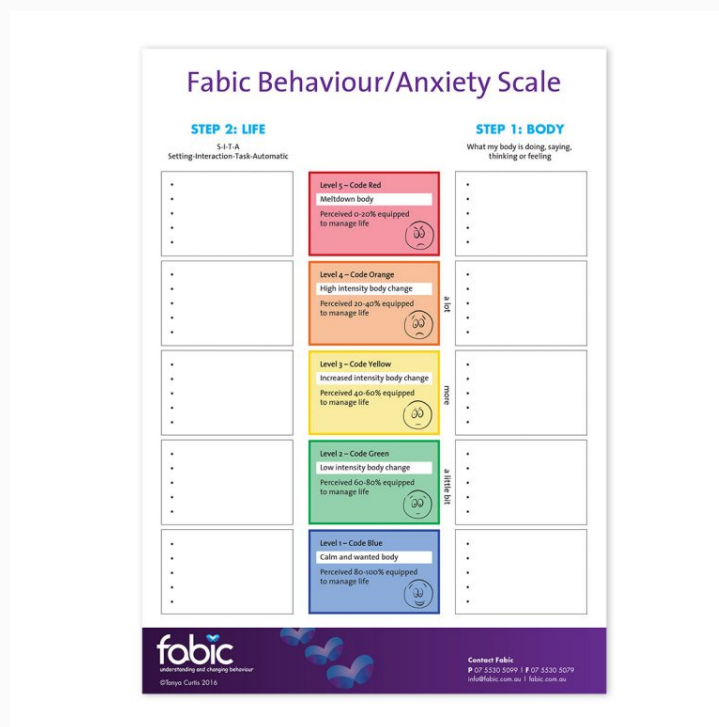 Fabic Behaviour/Anxiety Scale
STEP 2: LIFE
S-I-T-A
Setting-Interaction-Task-Automatic
STEP 1: BODY
What my body is doing, saying,
thinking or feeling
Level 5 – Code Red
Meltdown body
Perceived 0-20% equipped
to manage life
Level 4 – Code Orange
High intensity body change
Perceived 20-40% equipped
to manage life
a lot
Level 3 – Code Yellow
Increased intensity body change
Perceived 40-60% equipped
to manage life
more
Level 2 – Code Green
Low intensity body change
Perceived 60-80% equipped
to manage life
a little bit
Level 1 – Code Blue
Calm and wanted body
Perceived 80-100% equipped
to manage life
fabic
understanding and changing behaviour
©Tanya Curtis 2016
Contact Fabic
P 07 5530 5099 I F 07 5530 5079
info@fabic.com.au I fabic.com.au